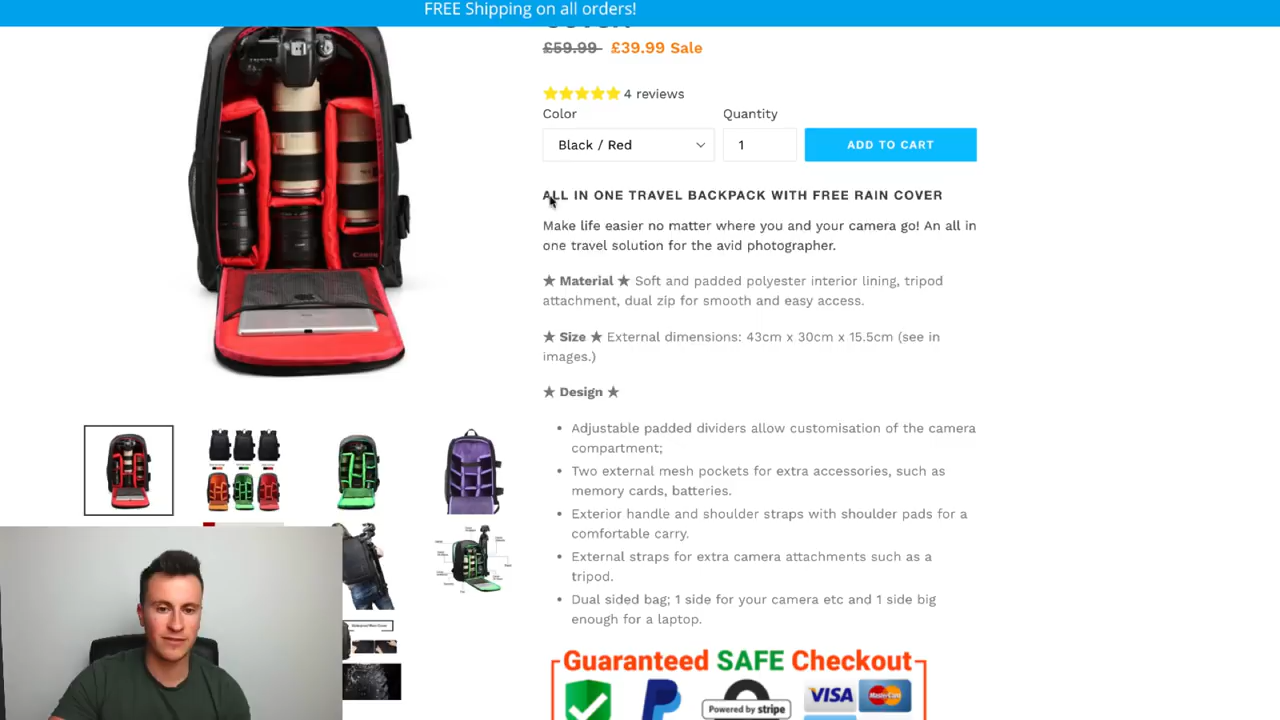 FREE Shipping on all orders!
£59.99 £39.99 Sale
4 reviews
Color
Quantity
Black / Red
1
ADD TO CART
ALL IN ONE TRAVEL BACKPACK WITH FREE RAIN COVER
Make life easier no matter where you and your camera go! An all in
one travel solution for the avid photographer.
★ Material ★ Soft and padded polyester interior lining, tripod
attachment, dual zip for smooth and easy access.
★ Size ★ External dimensions: 43cm x 30cm x 15.5cm (see in
images.)
★ Design ★
• Adjustable padded dividers allow customisation of the camera
compartment;
• Two external mesh pockets for extra accessories, such as
memory cards, batteries.
• Exterior handle and shoulder straps with shoulder pads for a
comfortable carry.
• External straps for extra camera attachments such as a
tripod.
• Dual sided bag; 1 side for your camera etc and 1 side big
enough for a laptop.
Guaranteed SAFE Checkout
Powered by stripe
VISA
MasterCard